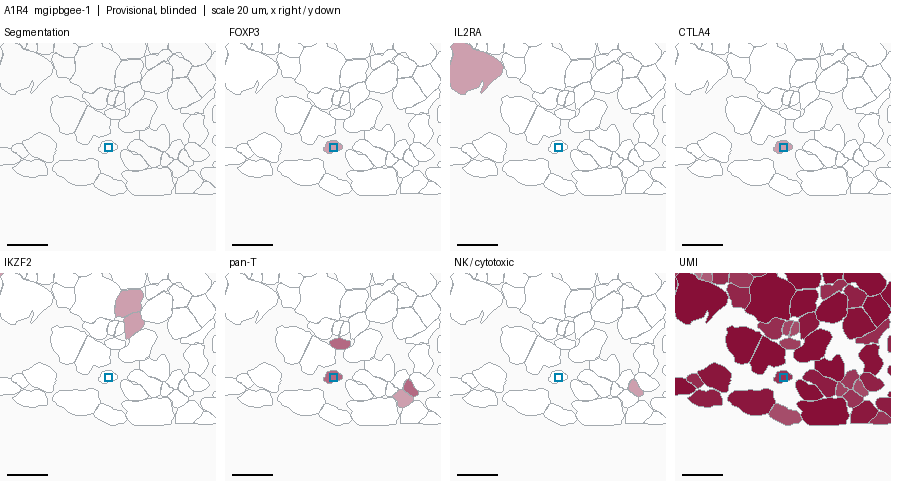 A1R4 mgipbgee-1 | Provisional, blinded | scale 20 um, x right / y down
Segmentation
FOXP3
IL2RA
CTLA4
IKZF2
pan-T
NK / cytotoxic
UMI